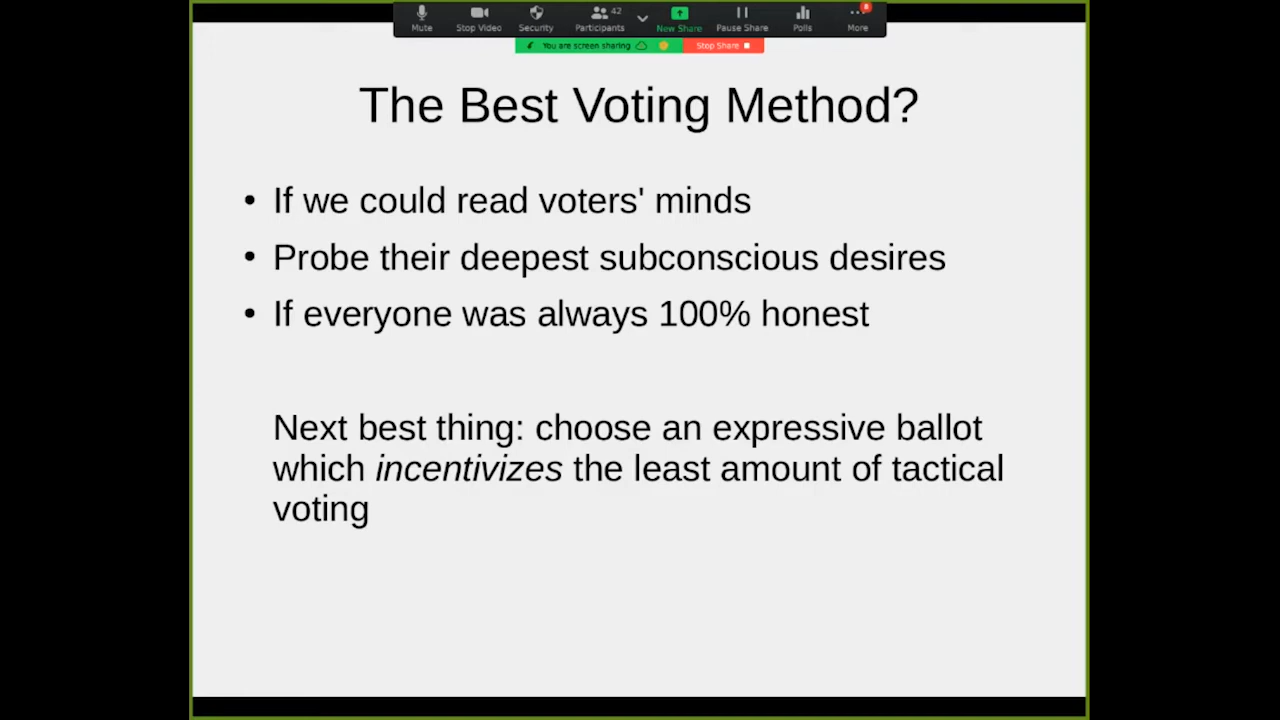 Mute Stop Video Security Participants 42 New Share Pause Share Polls More 8
You are screen sharing Stop Share
The Best Voting Method?
• If we could read voters' minds
• Probe their deepest subconscious desires
• If everyone was always 100% honest
Next best thing: choose an expressive ballot
which incentivizes the least amount of tactical
voting